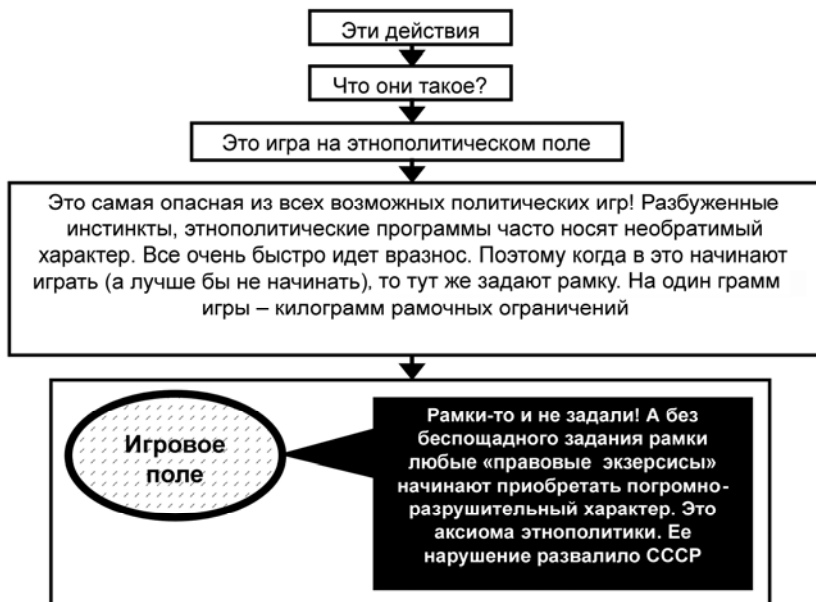 Эти действия
Что они такое?
Это игра на этнополитическом поле
Это самая опасная из всех возможных политических игр! Разбуженные
инстинкты, этнополитические программы часто носят необратимый
характер. Все очень быстро идет вразнос. Поэтому когда в это начинают
играть (а лучше бы не начинать), то тут же задают рамку. На один грамм
игры – килограмм рамочных ограничений
Игровое
поле
Рамки-то и не задали! А без
беспощадного задания рамки
любые «правовые экзерсисы»
начинают приобретать погромно-
разрушительный характер. Это
аксиома этнополитики. Ее
нарушение развалило СССР